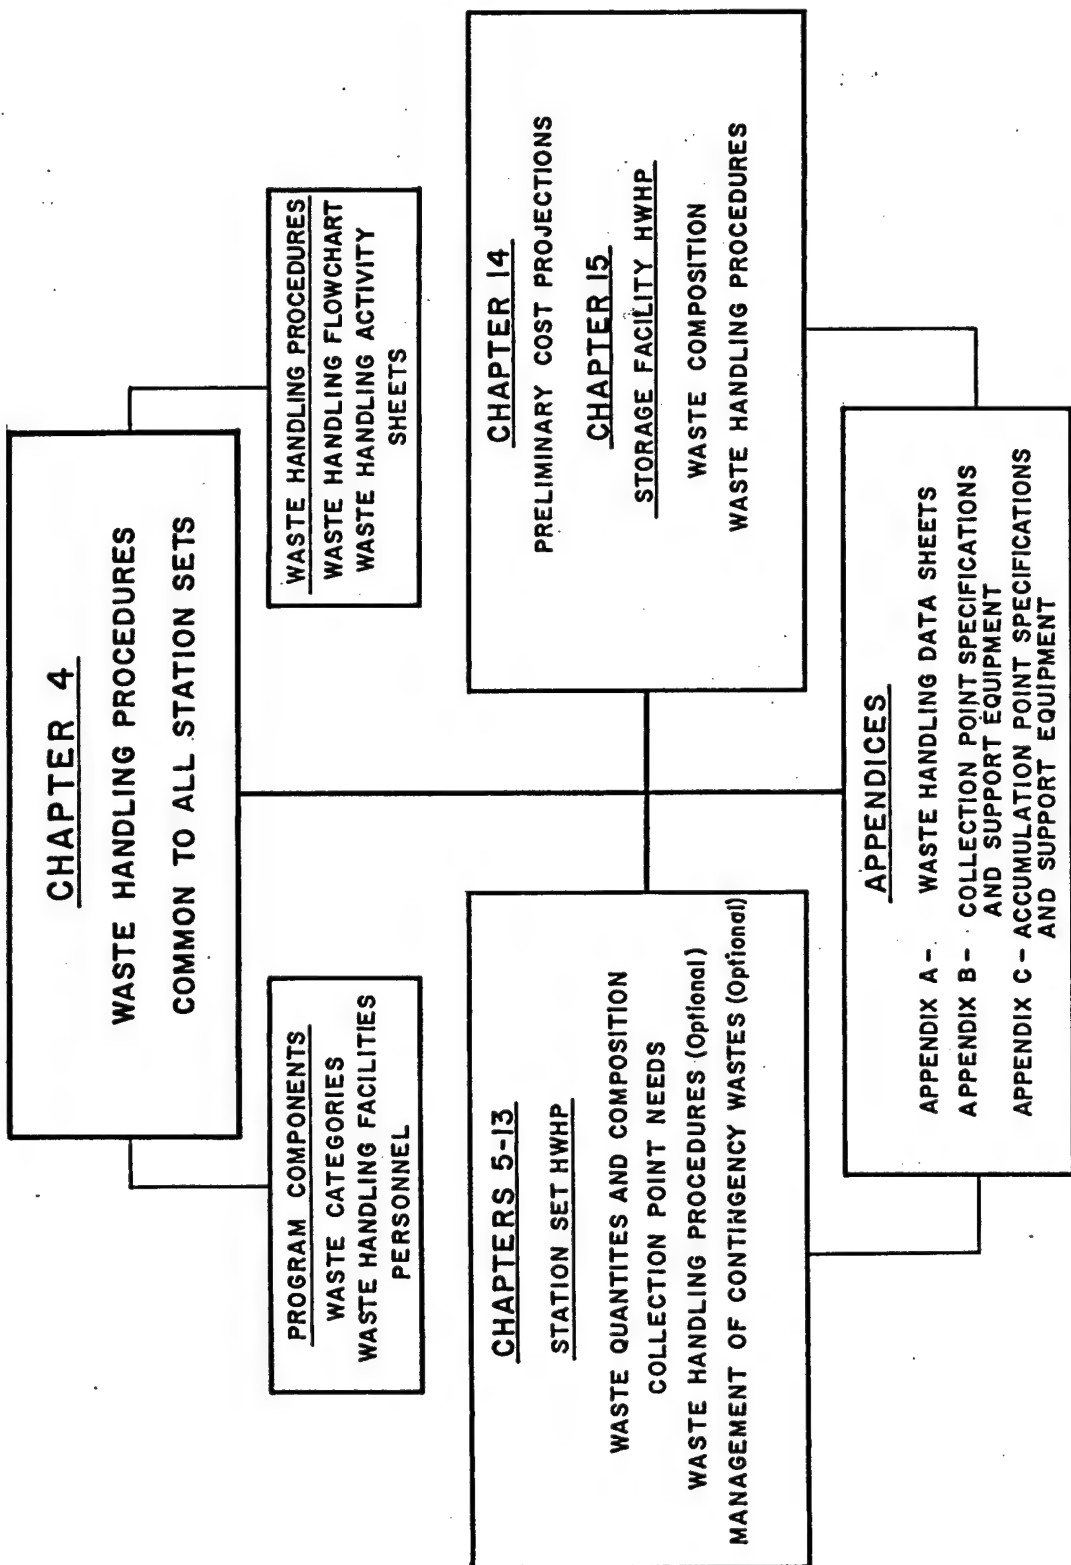 CHAPTER 4
WASTE HANDLING PROCEDURES
COMMON TO ALL STATION SETS
PROGRAM COMPONENTS
WASTE CATEGORIES
WASTE HANDLING FACILITIES
PERSONNEL
WASTE HANDLING PROCEDURES
WASTE HANDLING FLOWCHART
WASTE HANDLING ACTIVITY
SHEETS
CHAPTERS 5-13
STATION SET HWHP
WASTE QUANTITES AND COMPOSITION
COLLECTION POINT NEEDS
WASTE HANDLING PROCEDURES (Optional)
MANAGEMENT OF CONTINGENCY WASTES (Optional)
CHAPTER 14
PRELIMINARY COST PROJECTIONS
CHAPTER 15
STORAGE FACILITY HWHP
WASTE COMPOSITION
WASTE HANDLING PROCEDURES
APPENDICES
APPENDIX A - WASTE HANDLING DATA SHEETS
APPENDIX B - COLLECTION POINT SPECIFICATIONS
AND SUPPORT EQUIPMENT
APPENDIX C - ACCUMULATION POINT SPECIFICATIONS
AND SUPPORT EQUIPMENT